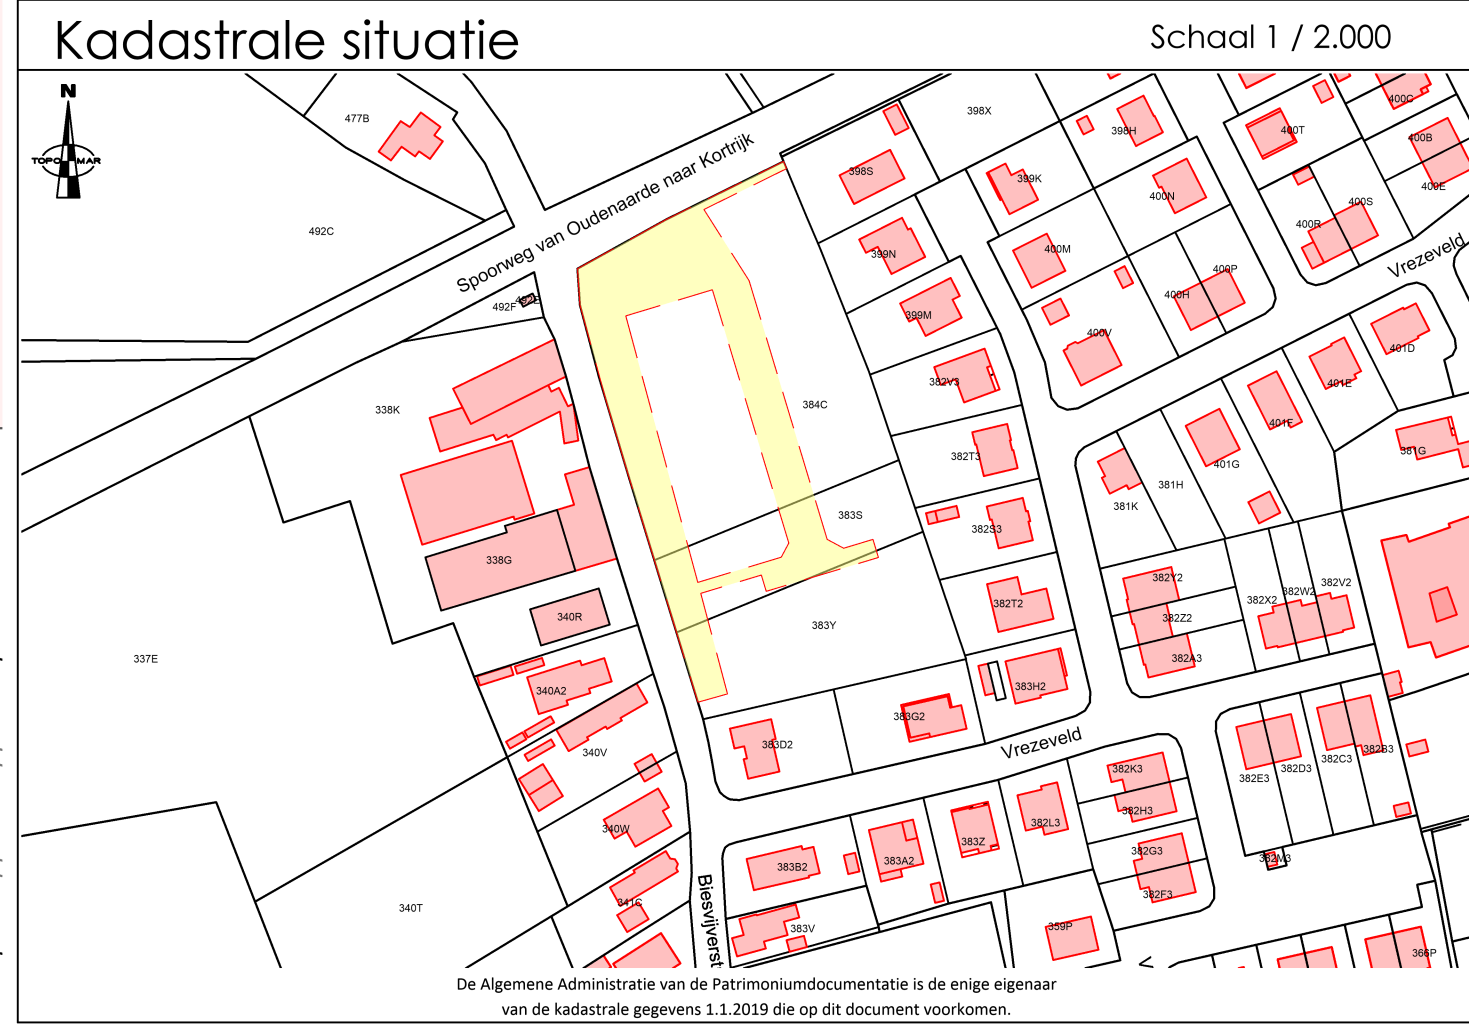 Kadastrale situatie
Schaal 1 / 2.000
N
TOPO MAR
477B
492C
Spoorweg van Oudenaarde naar Kortrijk
492F
492E
398X
398S
398H
399K
399N
399M
400C
400T
400B
400E
400S
400R
400N
400M
400P
400H
400V
Vrezeveld
401D
401E
401F
401G
381G
381H
381K
382V3
382T3
382S3
382T2
384C
383S
383Y
338K
338G
340R
337E
340A2
340V
340W
340T
341C
382Y2
382Z2
382A3
382X2
382W2
382V2
383H2
383G2
383D2
Vrezeveld
382K3
382H3
382G3
382F3
382L3
383Z
383A2
383B2
383V
382E3
382D3
382C3
382B3
382M3
359P
366P
Biesvijverst
De Algemene Administratie van de Patrimoniumdocumentatie is de enige eigenaar
van de kadastrale gegevens 1.1.2019 die op dit document voorkomen.